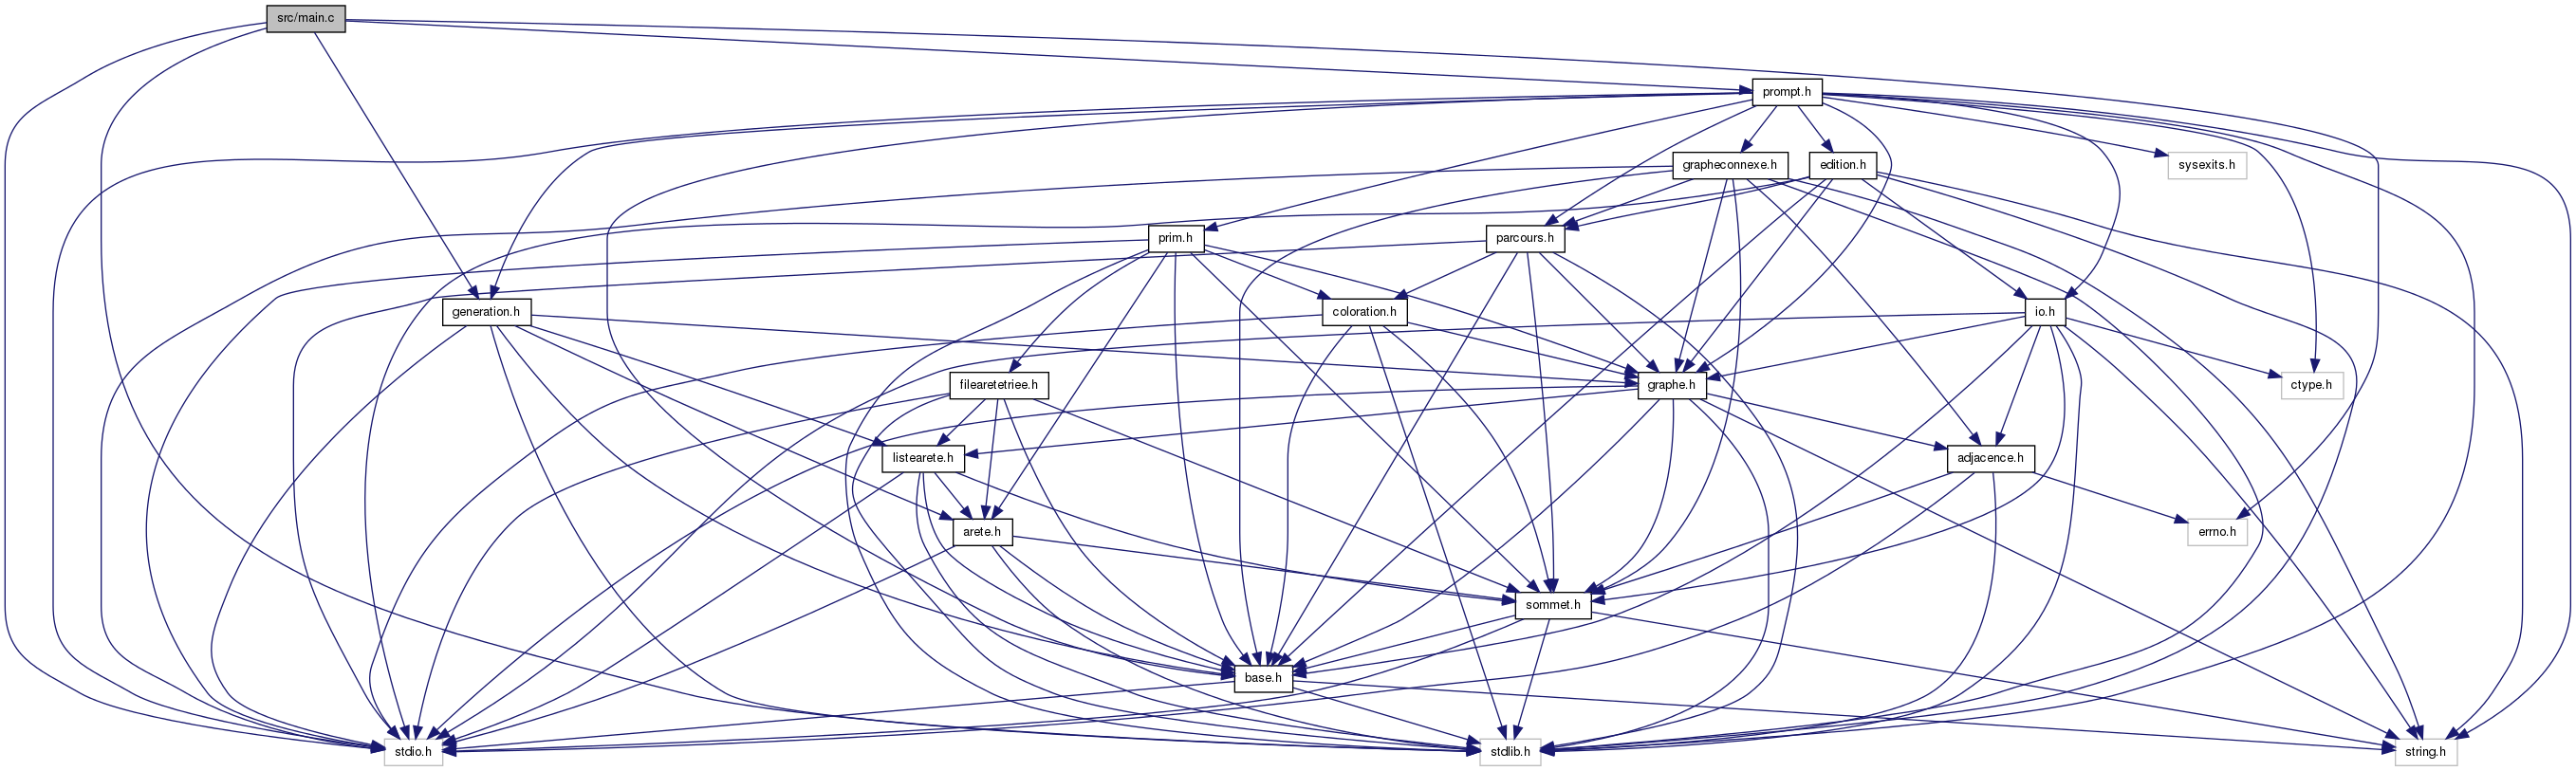 src/main.c
prompt.h
grapheconnexe.h
edition.h
sysexits.h
prim.h
parcours.h
generation.h
coloration.h
io.h
filearetetriee.h
graphe.h
ctype.h
listearete.h
adjacence.h
arete.h
errno.h
sommet.h
base.h
stdio.h
stdlib.h
string.h